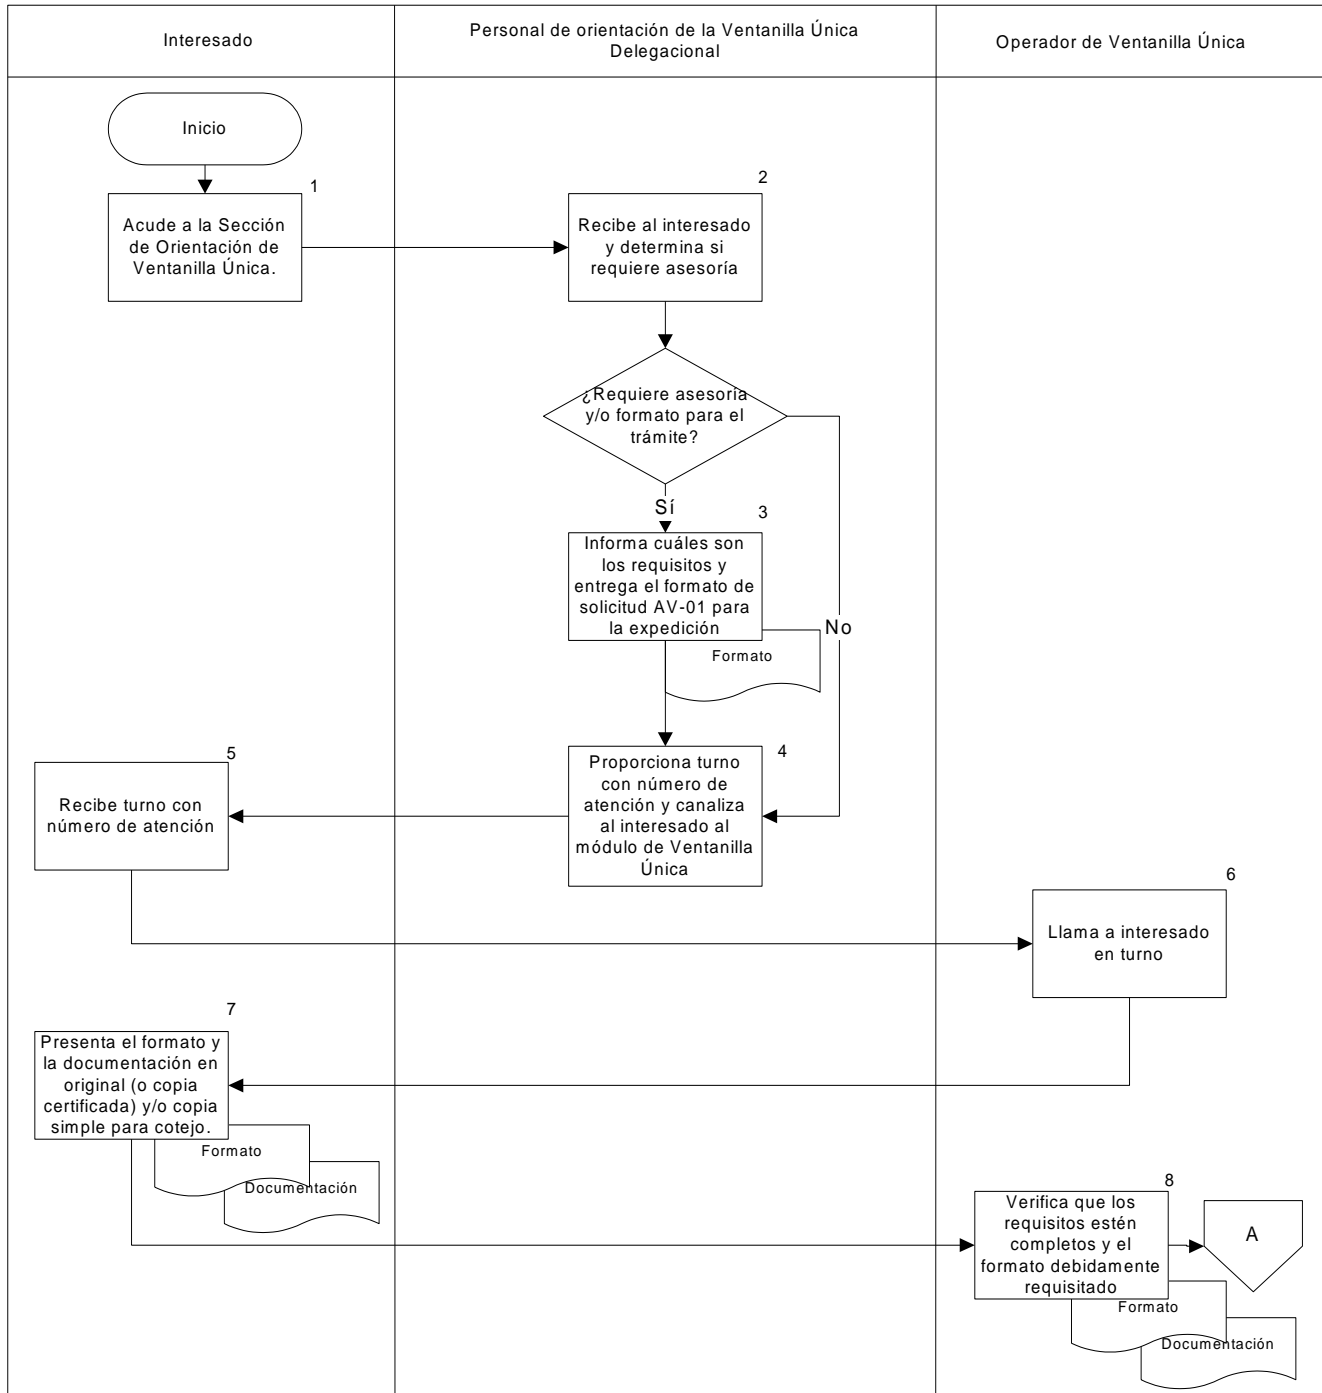 Interesado
Personal de orientación de la Ventanilla Única
Delegacional
Operador de Ventanilla Única
Inicio
1
Acude a la Sección
de Orientación de
Ventanilla Única.
2
Recibe al interesado
y determina si
requiere asesoría
¿Requiere asesoría
y/o formato para el
trámite?
Sí
No
3
Informa cuáles son
los requisitos y
entrega el formato de
solicitud AV-01 para
la expedición
Formato
4
Proporciona turno
con número de
atención y canaliza
al interesado al
módulo de Ventanilla
Única
5
Recibe turno con
número de atención
6
Llama a interesado
en turno
7
Presenta el formato y
la documentación en
original (o copia
certificada) y/o copia
simple para cotejo.
Formato
Documentación
8
Verifica que los
requisitos estén
completos y el
formato debidamente
requisitado
A
Formato
Documentación